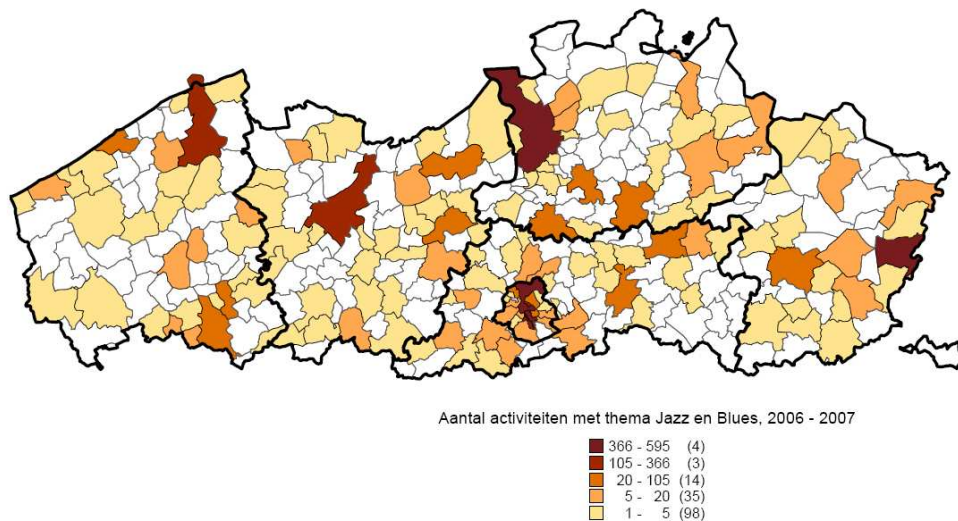 Aantal activiteiten met thema Jazz en Blues, 2006 - 2007
366 - 595 (4)
105 - 366 (3)
20 - 105 (14)
5 - 20 (35)
1 - 5 (98)